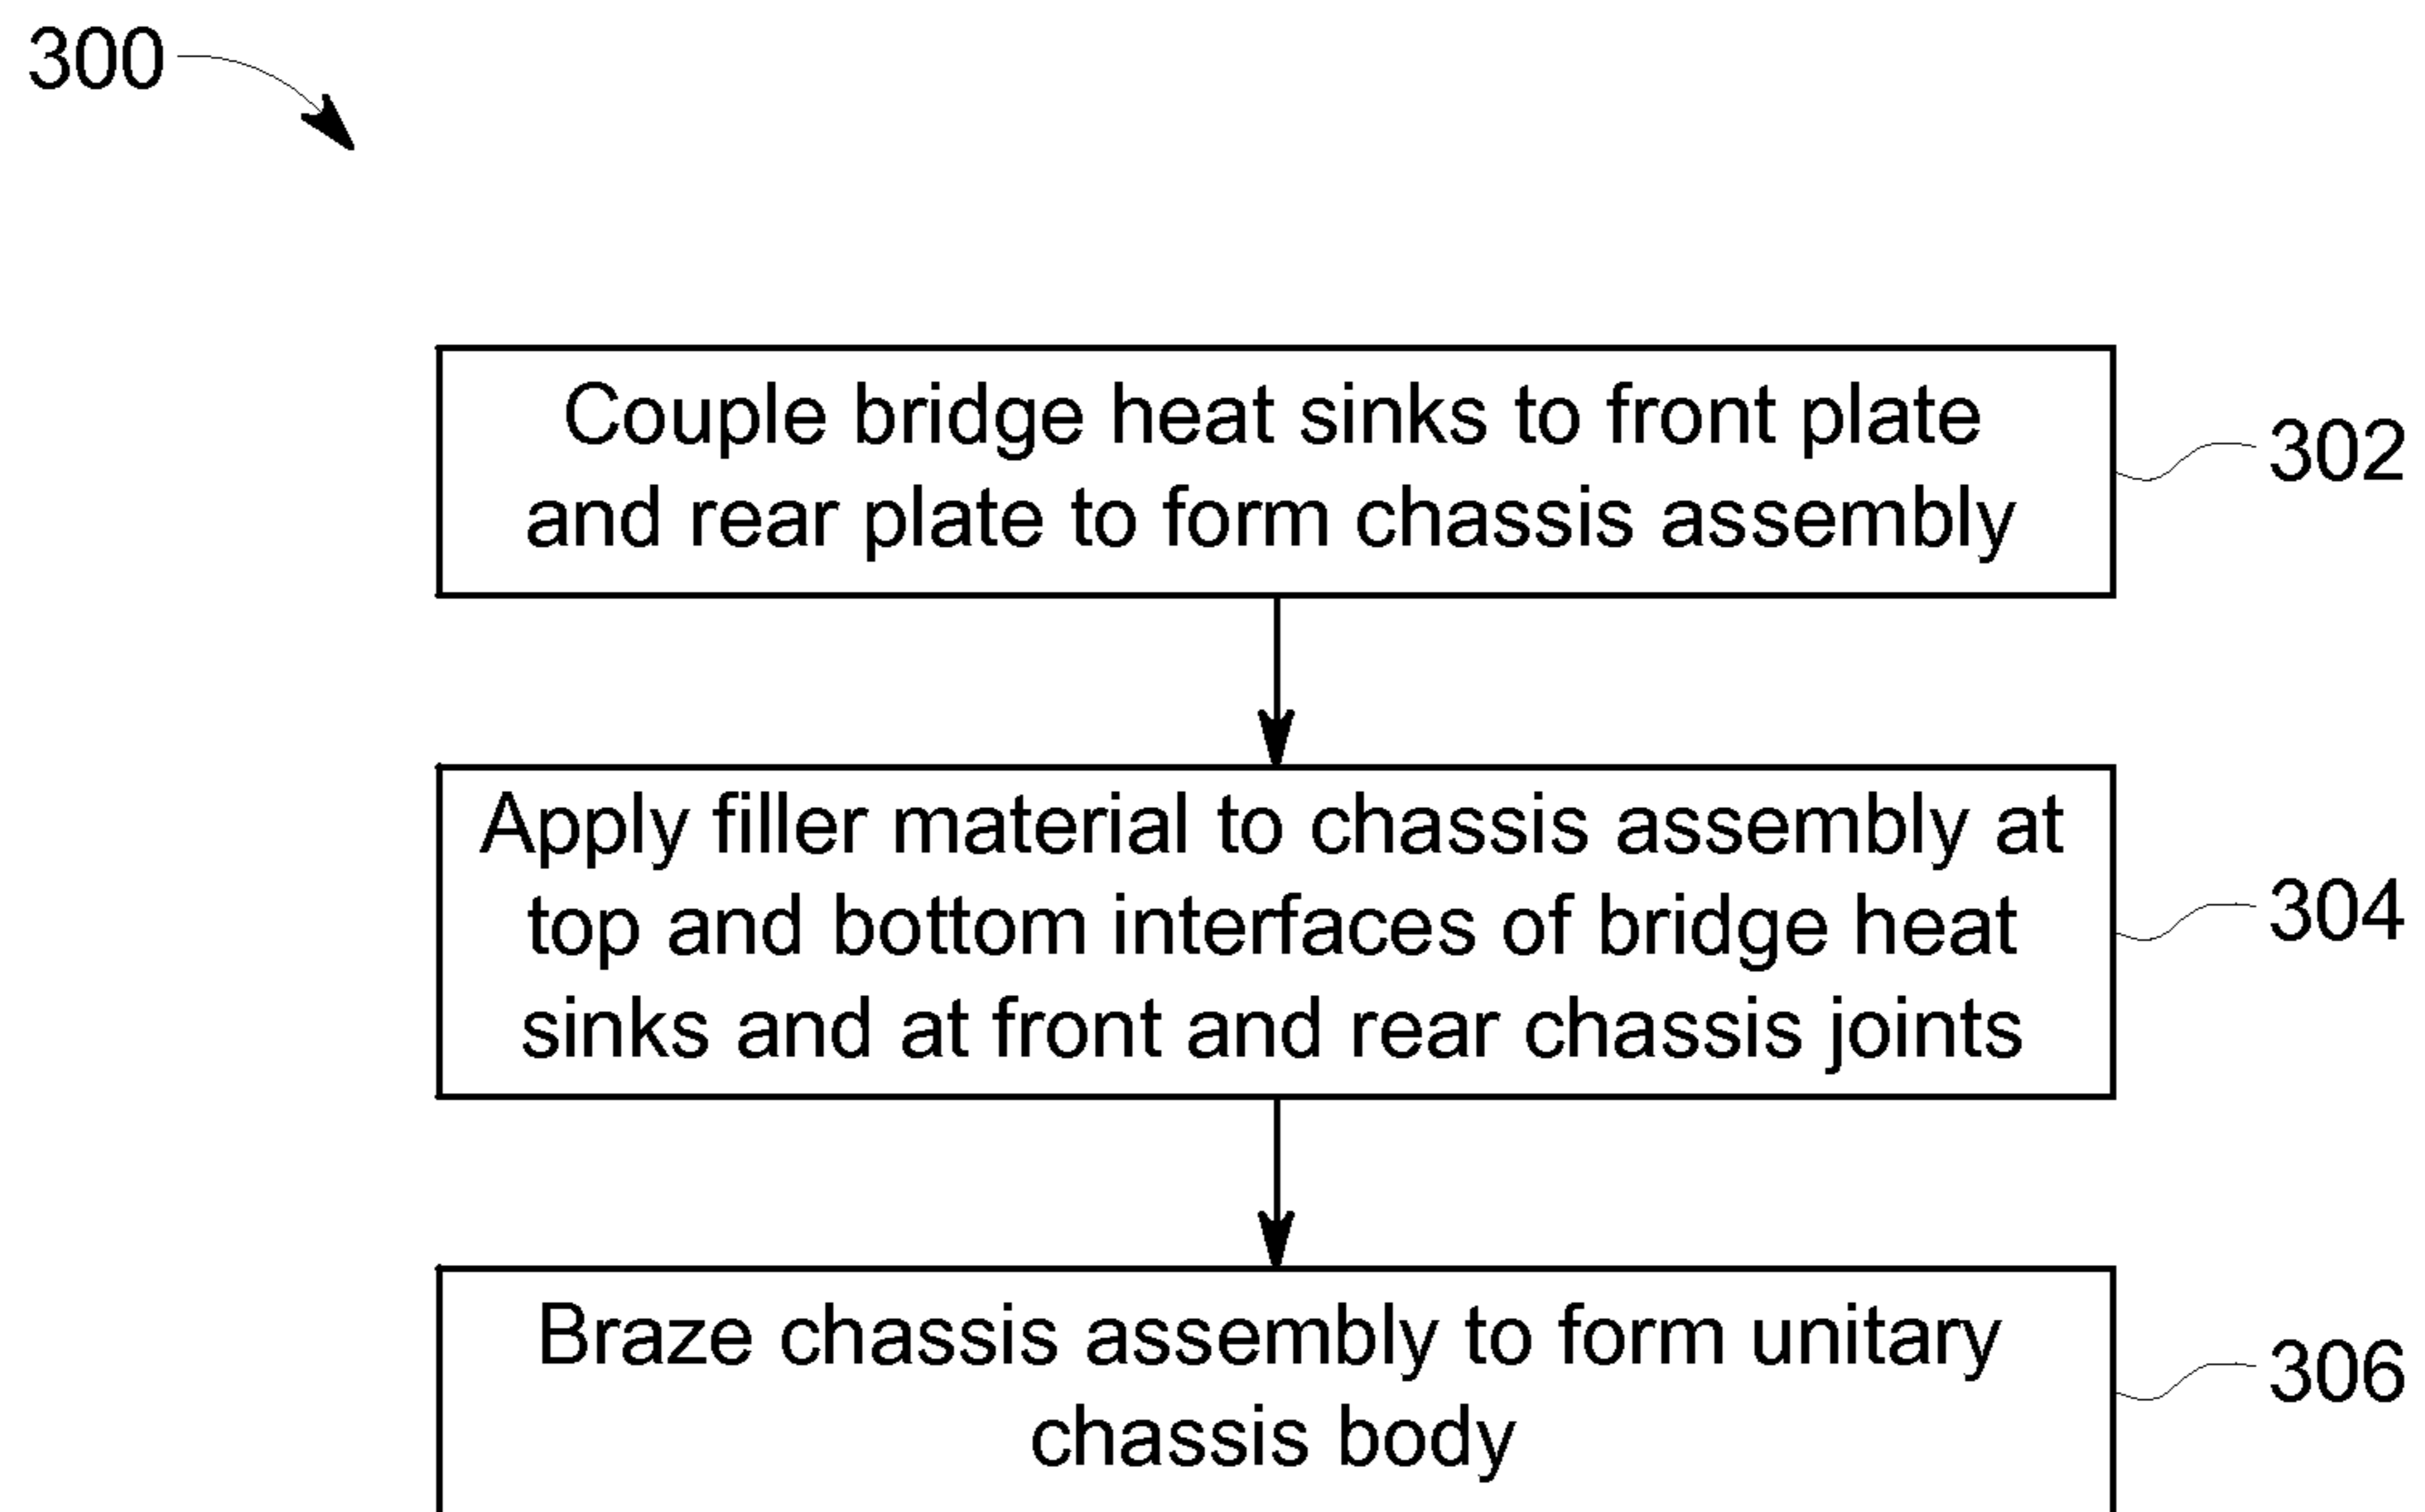 300
Couple bridge heat sinks to front plate
and rear plate to form chassis assembly
302
Apply filler material to chassis assembly at
top and bottom interfaces of bridge heat
sinks and at front and rear chassis joints
304
Braze chassis assembly to form unitary
chassis body
306